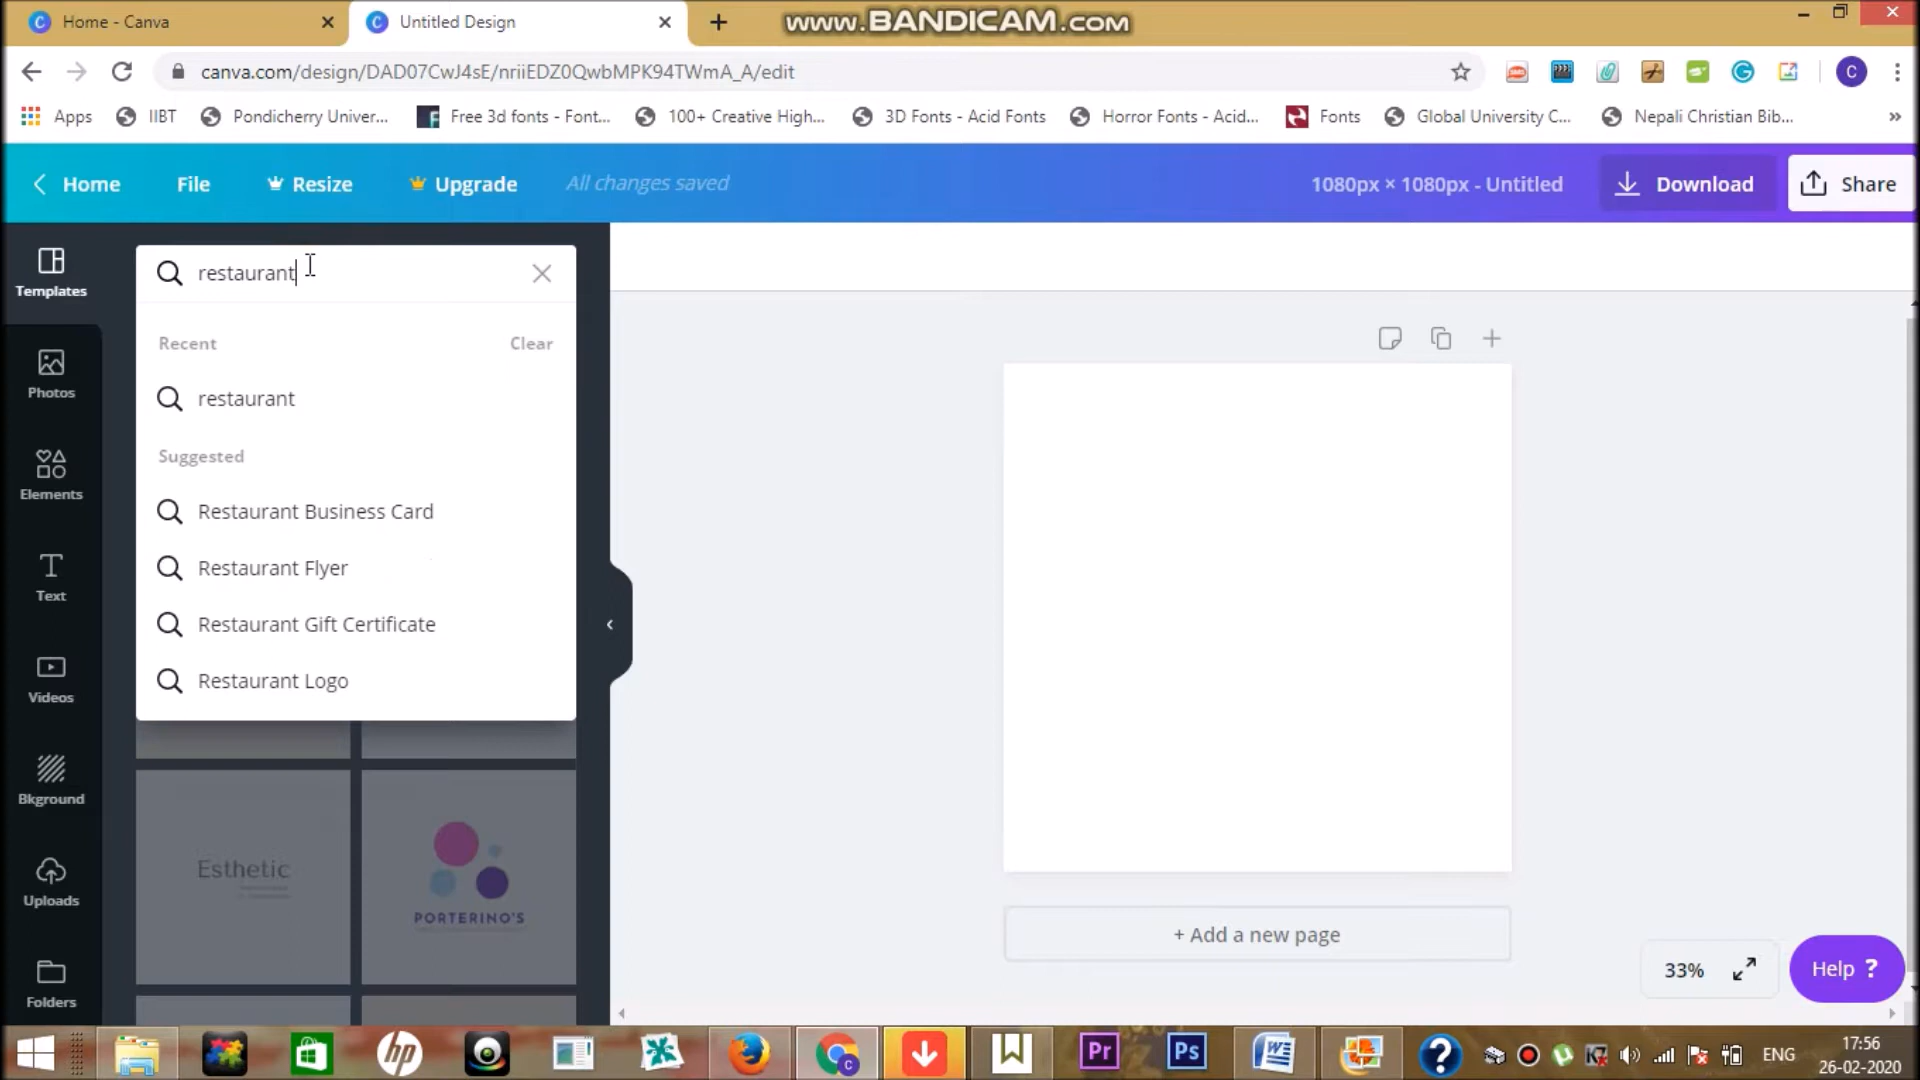 Home - Canva
Untitled Design
www.BANDICAM.com
canva.com/design/DAD07CwJ4sE/nriiEDZ0QwbMPK94TWmA_A/edit
C
Apps
IIBT
Pondicherry Univer...
Free 3d fonts - Font...
100+ Creative High...
3D Fonts - Acid Fonts
Horror Fonts - Acid...
Fonts
Global University C...
Nepali Christian Bib...
»
Home
File
Resize
Upgrade
All changes saved
1080px × 1080px - Untitled
Download
Share
Templates
Photos
Elements
Text
Videos
Bkground
Uploads
Folders
restaurant
Recent
Clear
restaurant
Suggested
Restaurant Business Card
Restaurant Flyer
Restaurant Gift Certificate
Restaurant Logo
Esthetic
PORTERINO'S
+ Add a new page
33%
Help ?
hp
Pr
Ps
ENG
17:56
26-02-2020